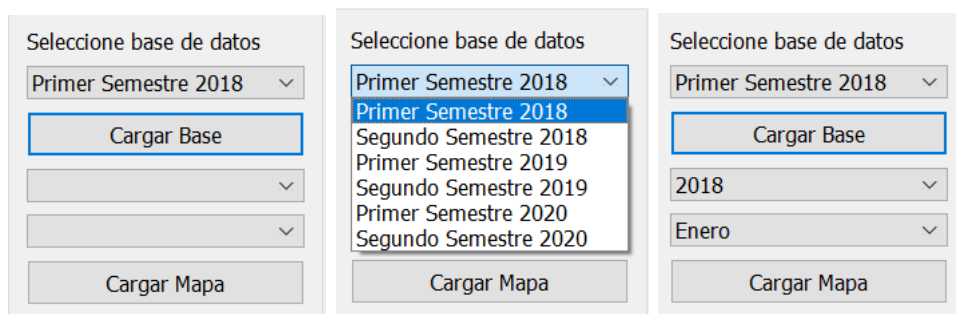 Seleccione base de datos
Primer Semestre 2018
Cargar Base
Cargar Mapa
Seleccione base de datos
Primer Semestre 2018
Primer Semestre 2018
Segundo Semestre 2018
Primer Semestre 2019
Segundo Semestre 2019
Primer Semestre 2020
Segundo Semestre 2020
Cargar Mapa
Seleccione base de datos
Primer Semestre 2018
Cargar Base
2018
Enero
Cargar Mapa